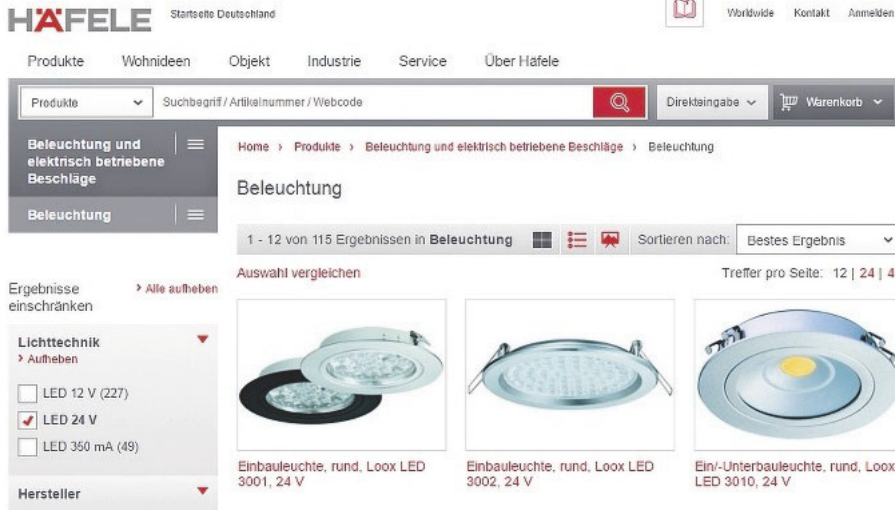 HÄFELE
Startseite Deutschland
Worldwide Kontakt Anmelden
Produkte Wohnideen Objekt Industrie Service Über Häfele
Produkte Suchbegriff / Artikelnummer / Webcode Direkteingabe Warenkorb
Beleuchtung und
elektrisch betriebene
Beschläge
Beleuchtung
Home > Produkte > Beleuchtung und elektrisch betriebene Beschläge > Beleuchtung
Beleuchtung
1 - 12 von 115 Ergebnissen in Beleuchtung Sortieren nach: Bestes Ergebnis
Auswahl vergleichen Treffer pro Seite: 12 | 24 | 4
Ergebnisse
einschränken
> Alle aufheben
Lichttechnik
> Aufheben
LED 12 V (227)
LED 24 V
LED 350 mA (49)
Hersteller
Einbauleuchte, rund, Loox LED
3001, 24 V
Einbauleuchte, rund, Loox LED
3002, 24 V
Ein/-Unterbauleuchte, rund, Loox
LED 3010, 24 V